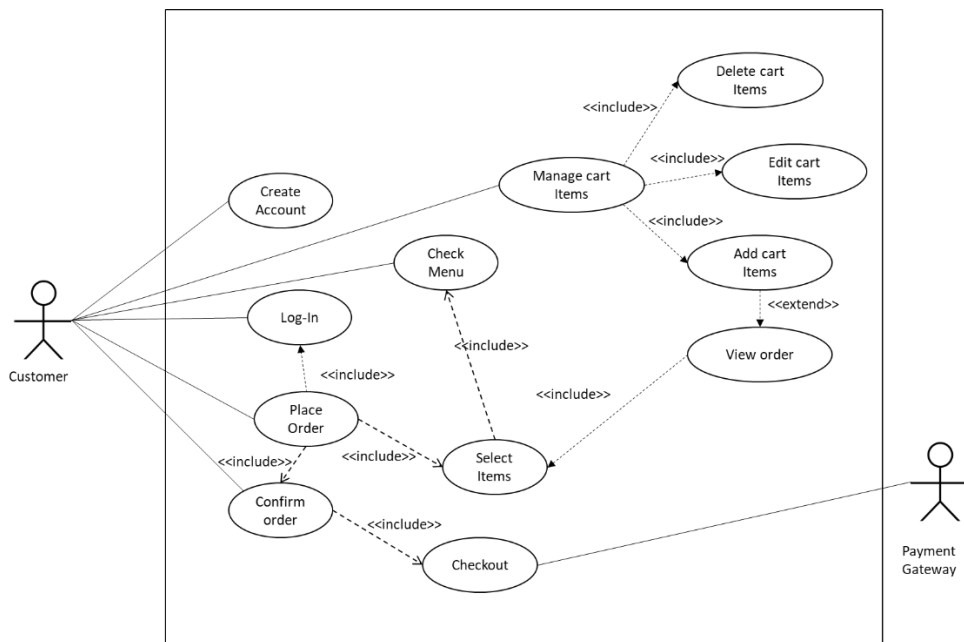 Delete cart
Items
<<include>>
<<include>>
Edit cart
Items
Manage cart
Items
Create
Account
<<include>>
Check
Menu
Add cart
Items
<<extend>>
Log-In
<<include>>
View order
Customer
<<include>>
<<include>>
Place
Order
<<include>>
<<include>>
Select
Items
Confirm
order
<<include>>
Checkout
Payment
Gateway